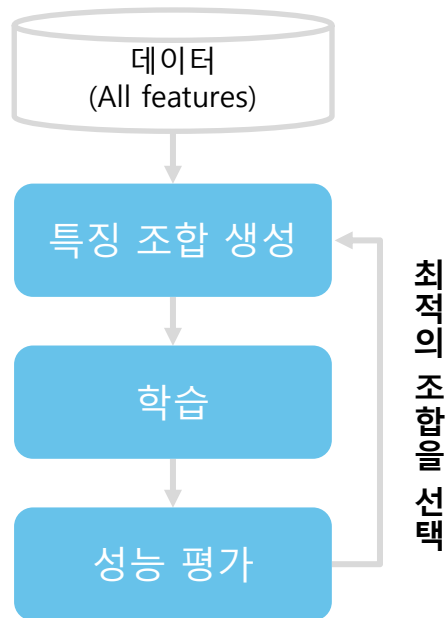 데이터
(All features)
특징 조합 생성
학습
성능 평가
최적의 조합을 선택